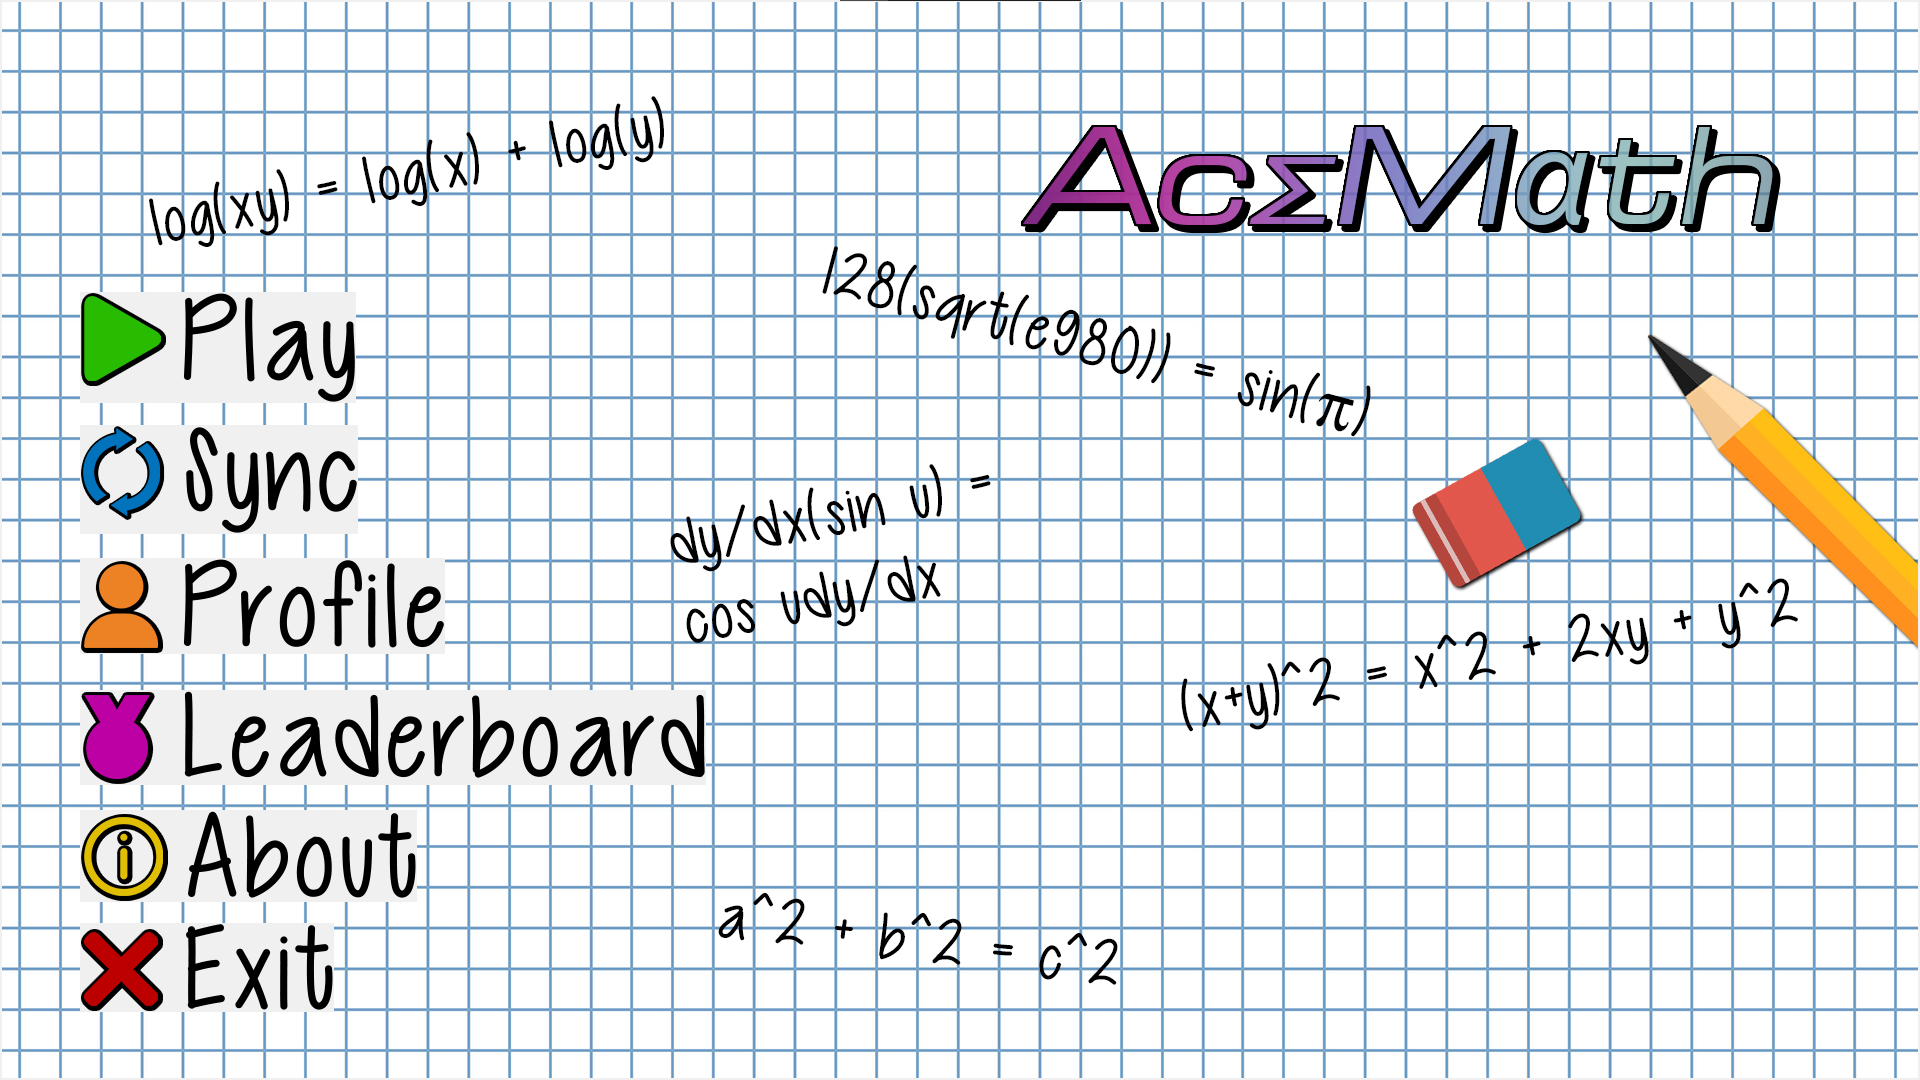 log(xy) = log(x) + log(y)
AcΣMath
128(sqrt(e980)) = sin(π)
Play
Sync
dy/dx(sin u) =
cos udy/dx
Profile
(x+y)^2 = x^2 + 2xy + y^2
Leaderboard
About
a^2 + b^2 = c^2
Exit